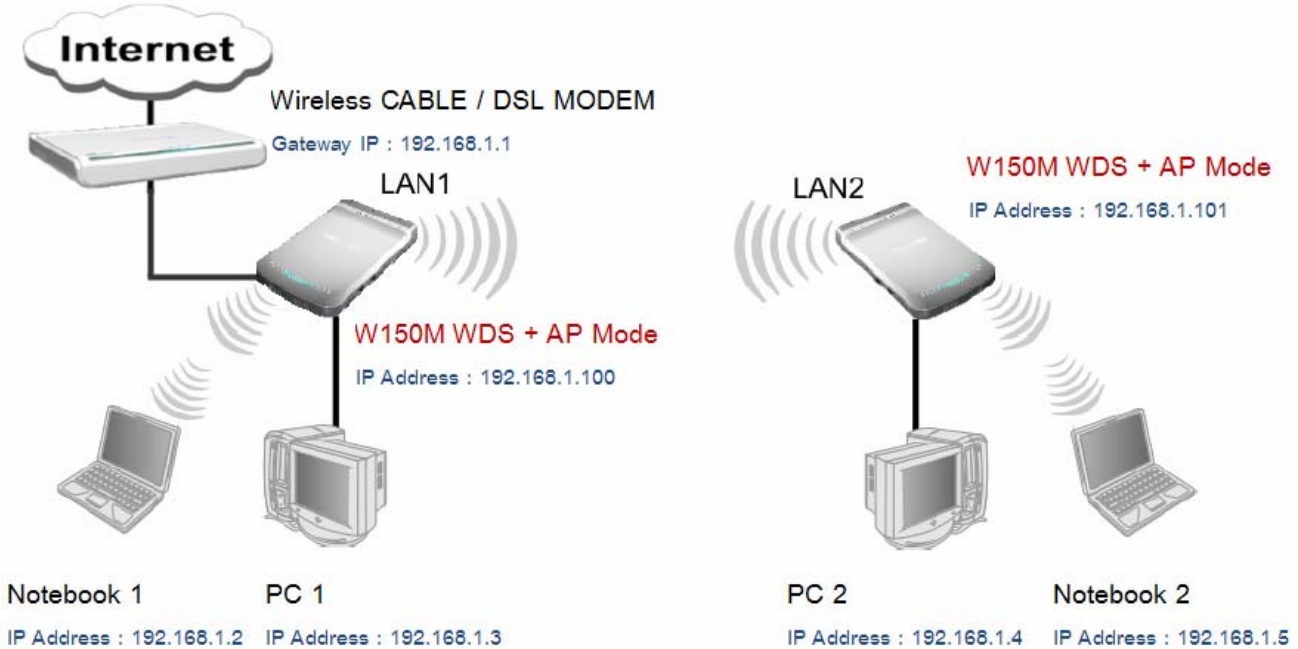 Internet
Wireless CABLE / DSL MODEM
Gateway IP : 192.168.1.1
LAN1
W150M WDS + AP Mode
IP Address : 192.168.1.100
LAN2
W150M WDS + AP Mode
IP Address : 192.168.1.101
Notebook 1
IP Address : 192.168.1.2
PC 1
IP Address : 192.168.1.3
PC 2
IP Address : 192.168.1.4
Notebook 2
IP Address : 192.168.1.5